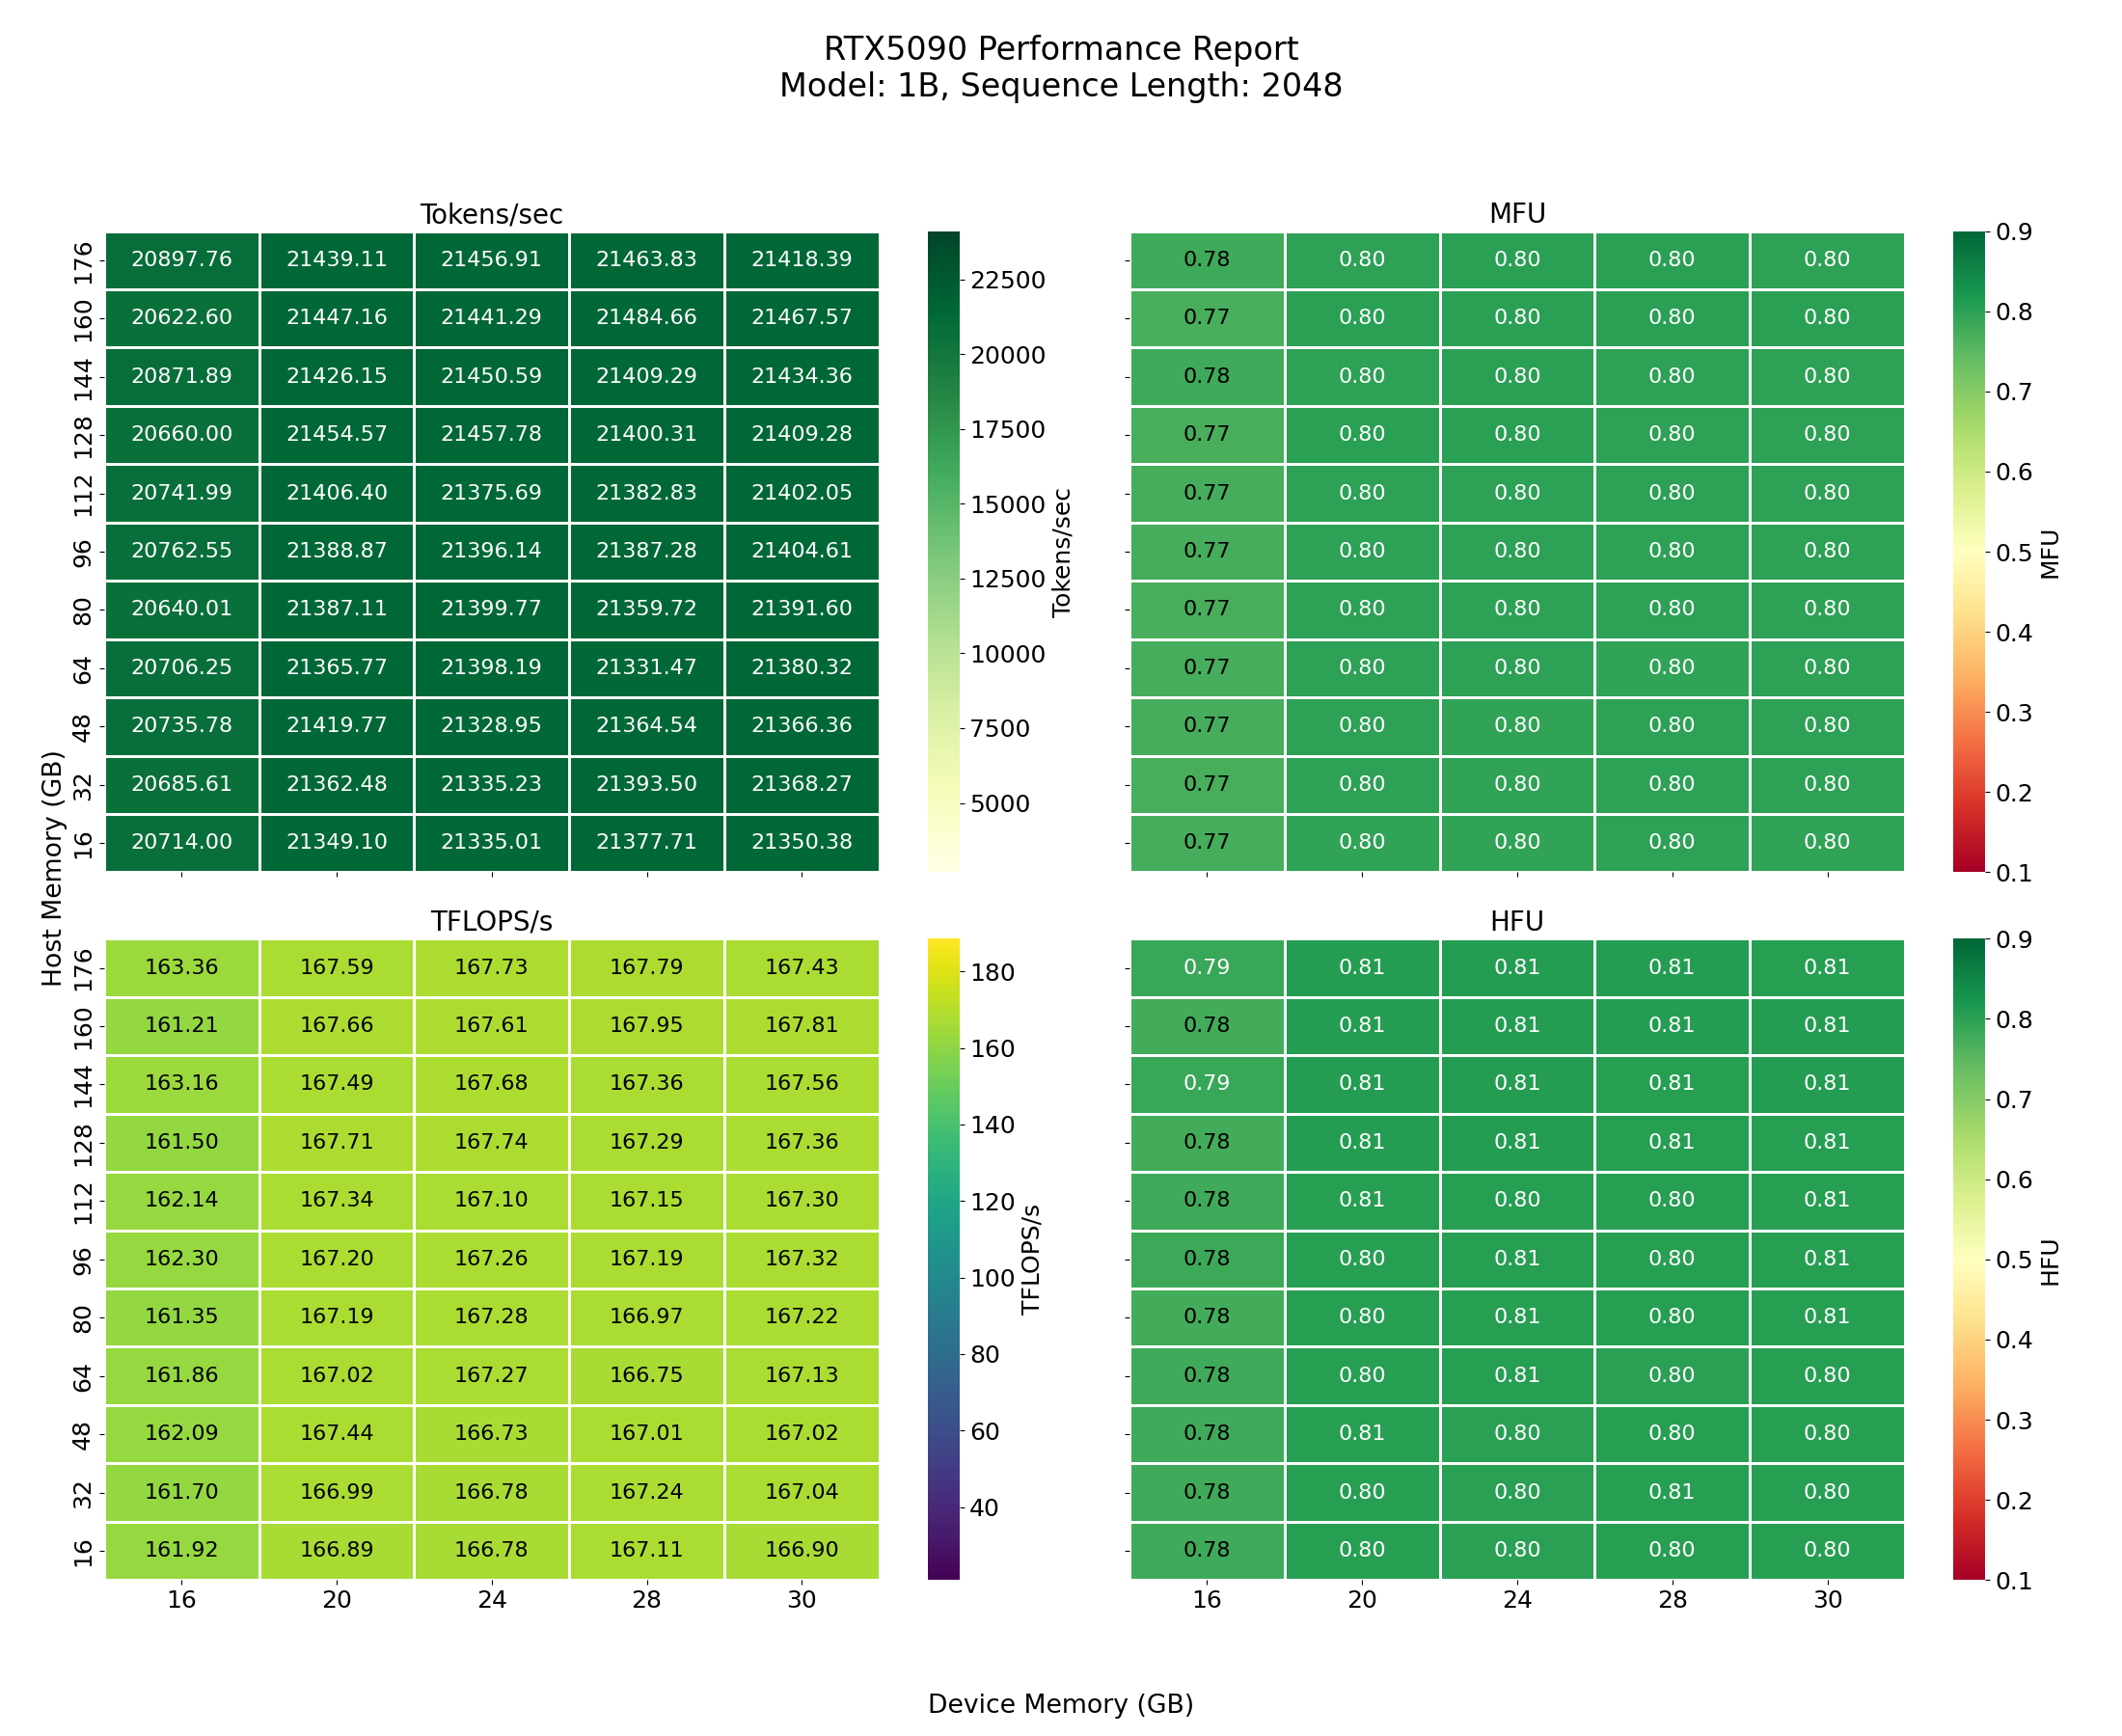 RTX5090 Performance Report
Model: 1B, Sequence Length: 2048
Tokens/sec
176 20897.76 21439.11 21456.91 21463.83 21418.39
160 20622.60 21447.16 21441.29 21484.66 21467.57
144 20871.89 21426.15 21450.59 21409.29 21434.36
128 20660.00 21454.57 21457.78 21400.31 21409.28
112 20741.99 21406.40 21375.69 21382.83 21402.05
96 20762.55 21388.87 21396.14 21387.28 21404.61
80 20640.01 21387.11 21399.77 21359.72 21391.60
64 20706.25 21365.77 21398.19 21331.47 21380.32
48 20735.78 21419.77 21328.95 21364.54 21366.36
32 20685.61 21362.48 21335.23 21393.50 21368.27
16 20714.00 21349.10 21335.01 21377.71 21350.38
22500
20000
17500
15000
12500
10000
7500
5000
Tokens/sec
MFU
0.78 0.80 0.80 0.80 0.80
0.77 0.80 0.80 0.80 0.80
0.78 0.80 0.80 0.80 0.80
0.77 0.80 0.80 0.80 0.80
0.77 0.80 0.80 0.80 0.80
0.77 0.80 0.80 0.80 0.80
0.77 0.80 0.80 0.80 0.80
0.77 0.80 0.80 0.80 0.80
0.77 0.80 0.80 0.80 0.80
0.77 0.80 0.80 0.80 0.80
0.77 0.80 0.80 0.80 0.80
0.9
0.8
0.7
0.6
0.5
0.4
0.3
0.2
0.1
MFU
Host Memory (GB)
TFLOPS/s
176 163.36 167.59 167.73 167.79 167.43
160 161.21 167.66 167.61 167.95 167.81
144 163.16 167.49 167.68 167.36 167.56
128 161.50 167.71 167.74 167.29 167.36
112 162.14 167.34 167.10 167.15 167.30
96 162.30 167.20 167.26 167.19 167.32
80 161.35 167.19 167.28 166.97 167.22
64 161.86 167.02 167.27 166.75 167.13
48 162.09 167.44 166.73 167.01 167.02
32 161.70 166.99 166.78 167.24 167.04
16 161.92 166.89 166.78 167.11 166.90
16 20 24 28 30
180
160
140
120
100
80
60
40
TFLOPS/s
HFU
0.79 0.81 0.81 0.81 0.81
0.78 0.81 0.81 0.81 0.81
0.79 0.81 0.81 0.81 0.81
0.78 0.81 0.81 0.81 0.81
0.78 0.81 0.80 0.80 0.81
0.78 0.80 0.81 0.80 0.81
0.78 0.80 0.81 0.80 0.81
0.78 0.80 0.81 0.80 0.80
0.78 0.81 0.80 0.80 0.80
0.78 0.80 0.80 0.81 0.80
0.78 0.80 0.80 0.80 0.80
16 20 24 28 30
0.9
0.8
0.7
0.6
0.5
0.4
0.3
0.2
0.1
HFU
Device Memory (GB)